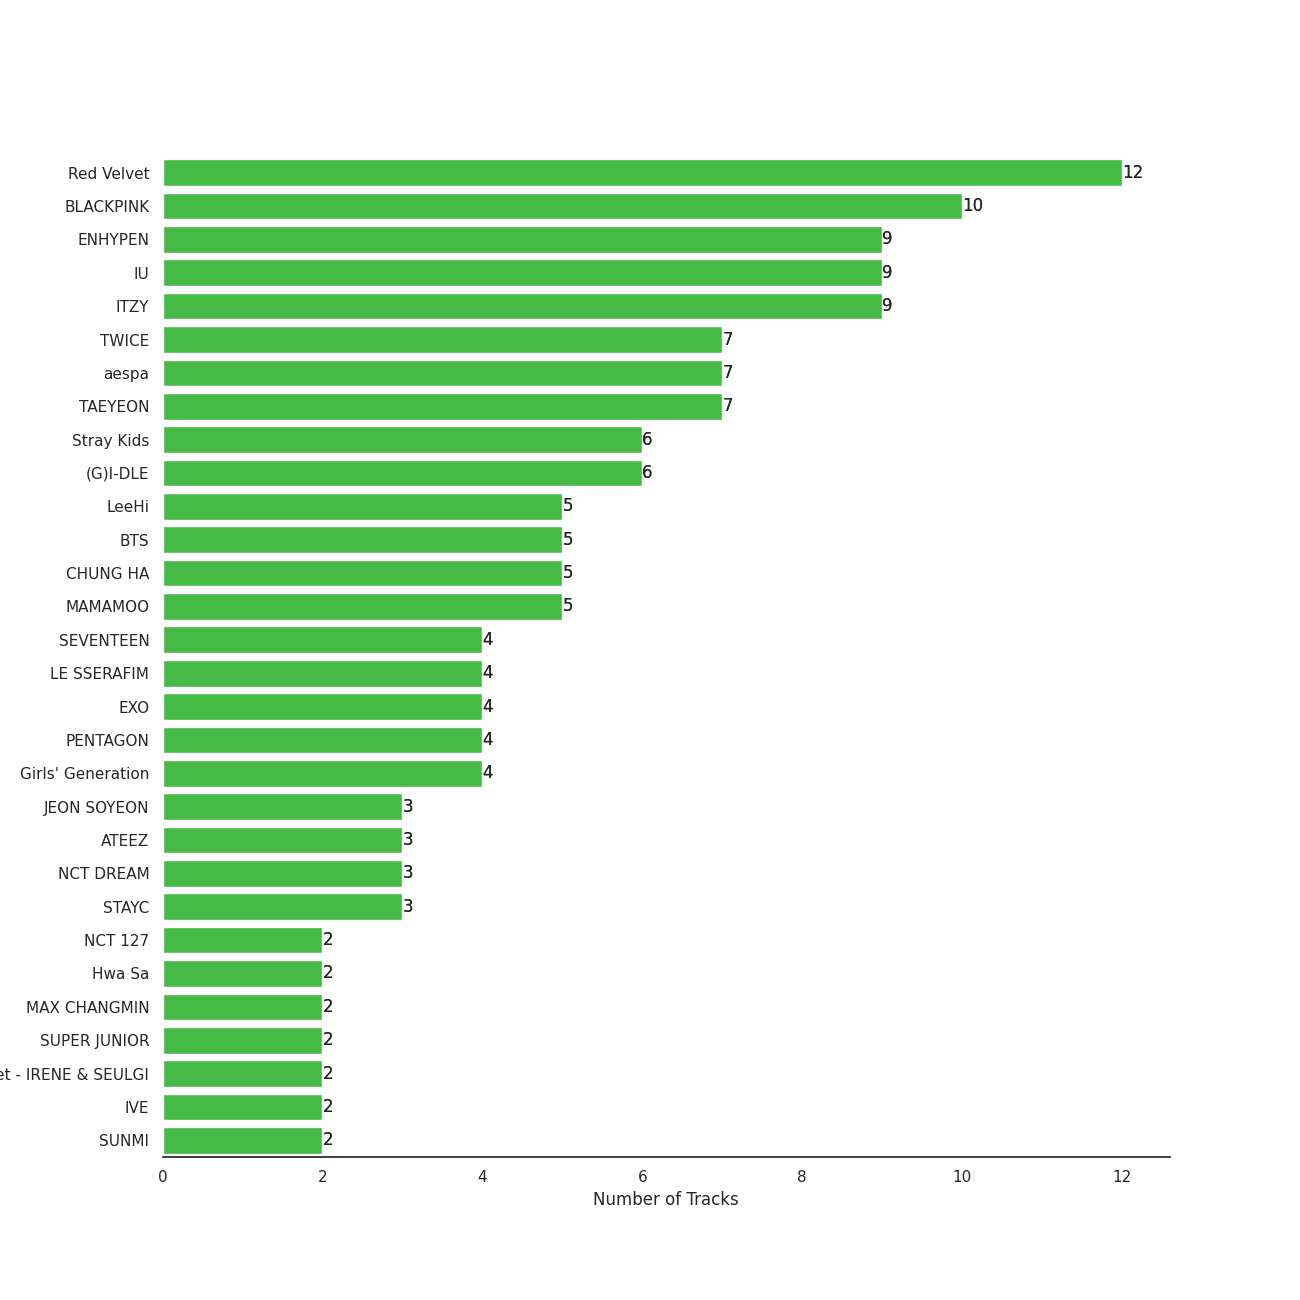 Red Velvet 12
BLACKPINK 10
ENHYPEN 9
IU 9
ITZY 9
TWICE 7
aespa 7
TAEYEON 7
Stray Kids 6
(G)I-DLE 6
LeeHi 5
BTS 5
CHUNG HA 5
MAMAMOO 5
SEVENTEEN 4
LE SSERAFIM 4
EXO 4
PENTAGON 4
Girls' Generation 4
JEON SOYEON 3
ATEEZ 3
NCT DREAM 3
STAYC 3
NCT 127 2
Hwa Sa 2
MAX CHANGMIN 2
SUPER JUNIOR 2
et - IRENE & SEULGI 2
IVE 2
SUNMI 2
0 2 4 6 8 10 12
Number of Tracks